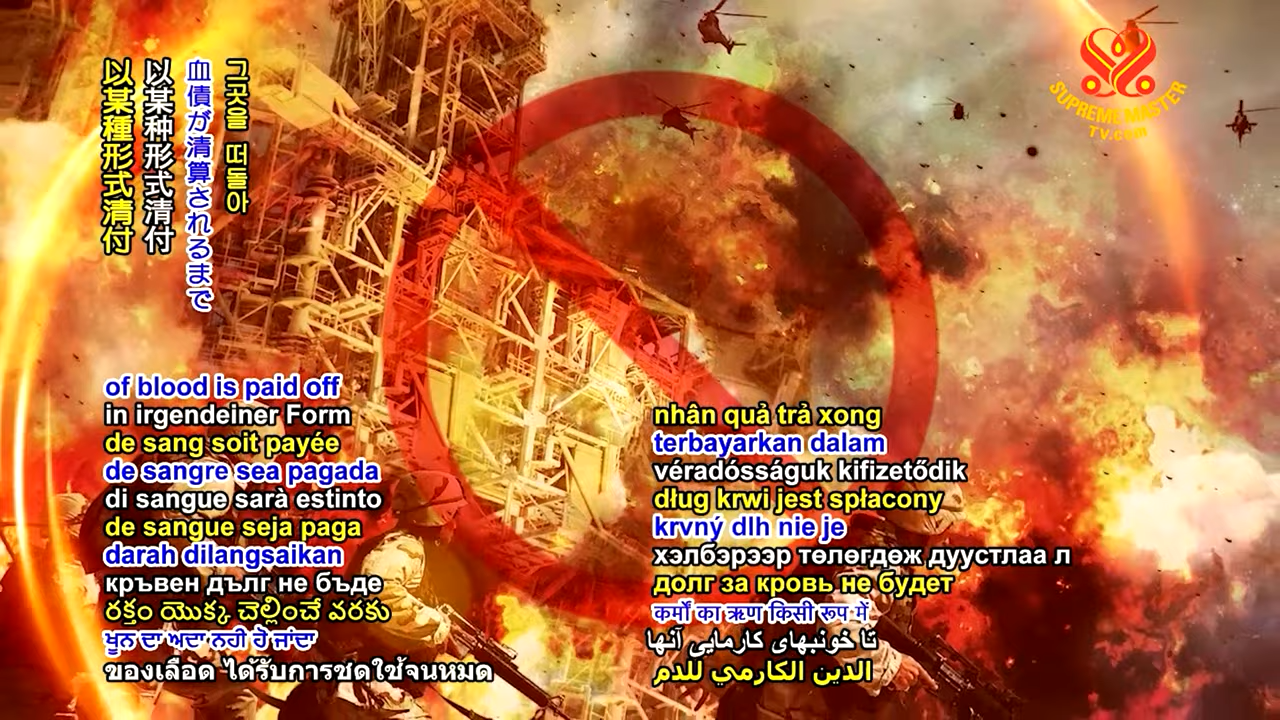 以某種形式清付
以某种形式清付
血債が清算されるまで
그곳을 떠돌아
SUPREME MASTER
TV.com
of blood is paid off
in irgendeiner Form
de sang soit payée
de sangre sea pagada
di sangue sarà estinto
de sangue seja paga
darah dilangsaikan
кръвен дълг не бъде
రక్తం యొక్క చెల్లించే వరకు
ਖੂਨ ਦਾ ਅਦਾ ਨਹੀ ਹੋ ਜਾਂਦਾ
ของเลือด ได้รับการชดใช้จนหมด
nhân quả trả xong
terbayarkan dalam
véradósságuk kifizetődik
dług krwi jest spłacony
krvný dlh nie je
хэлбэрээр төлөгдөж дуустлаа л
долг за кровь не будет
कर्मों का ऋण किसी रूप में
تا خونبهای کارمایی آنها
الدين الكارمي للدم